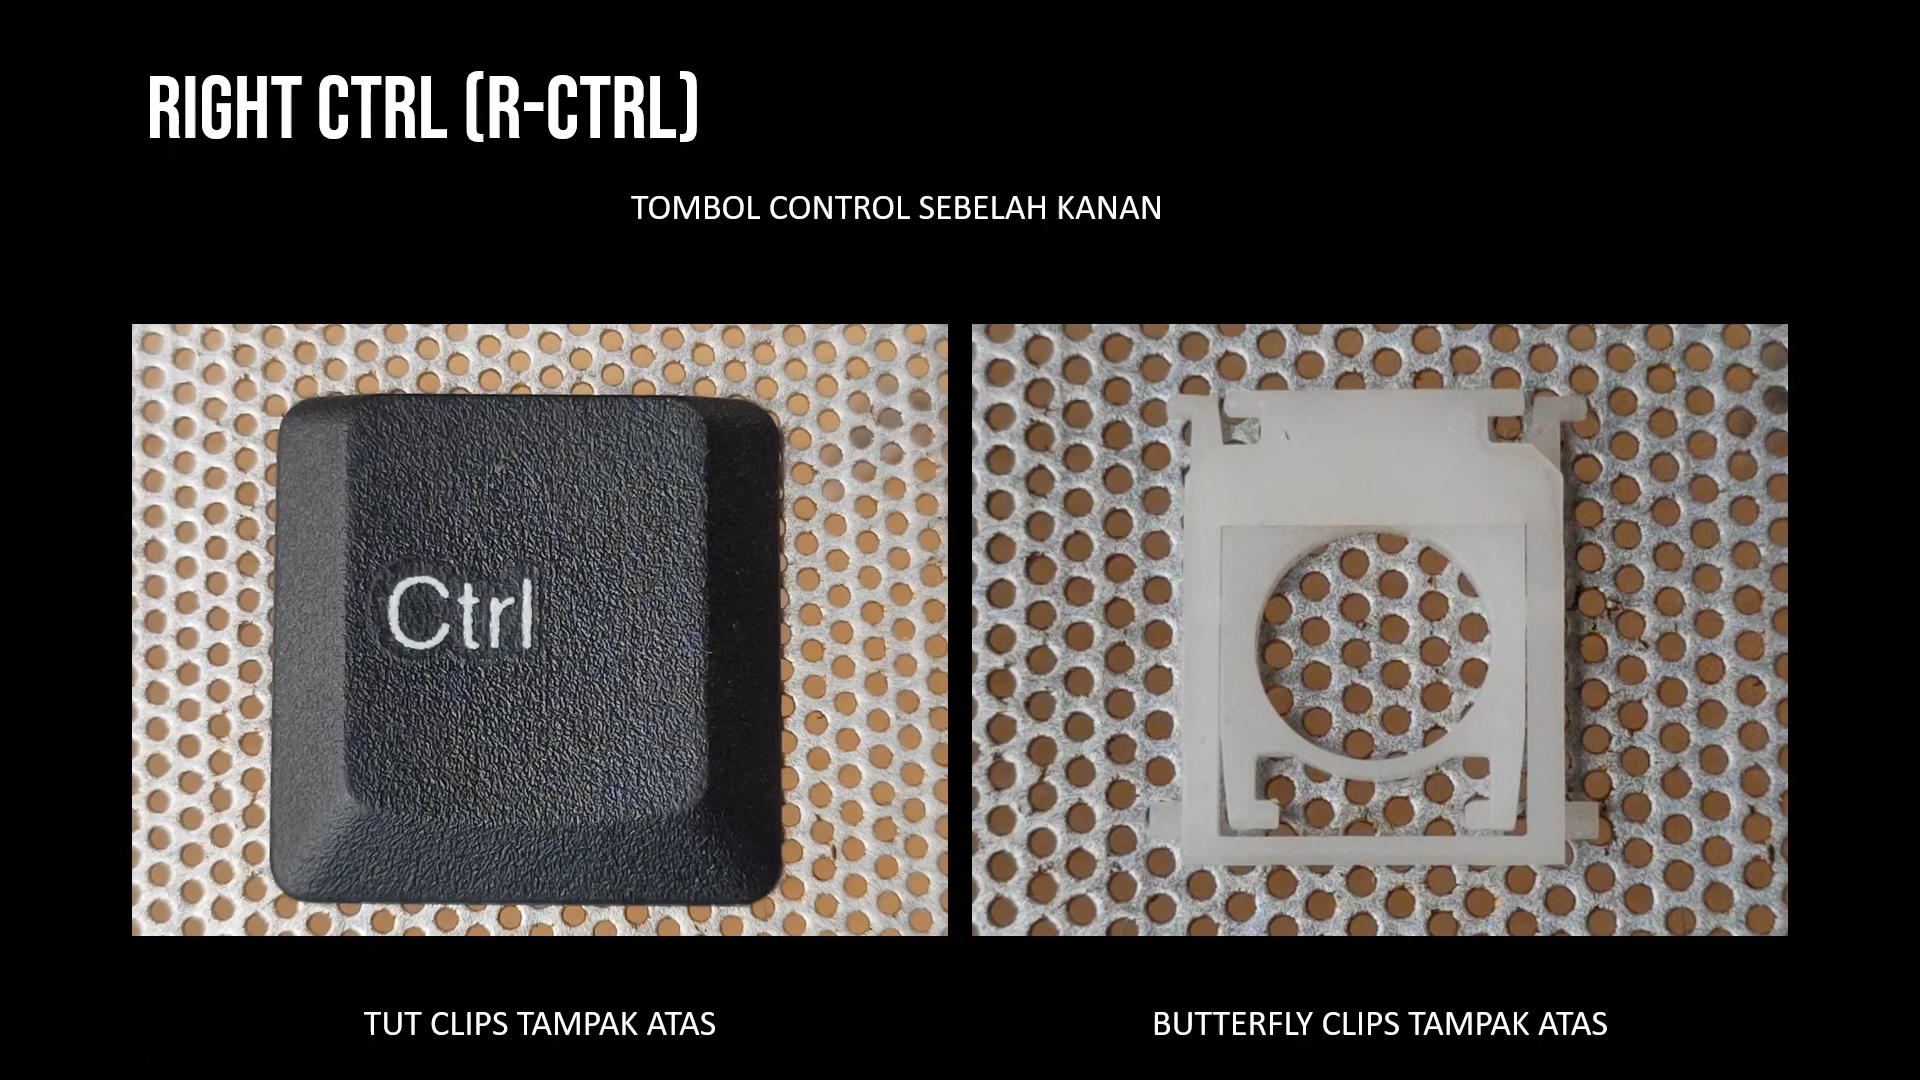 RIGHT CTRL (R-CTRL)
TOMBOL CONTROL SEBELAH KANAN
Ctrl
TUT CLIPS TAMPAK ATAS
BUTTERFLY CLIPS TAMPAK ATAS